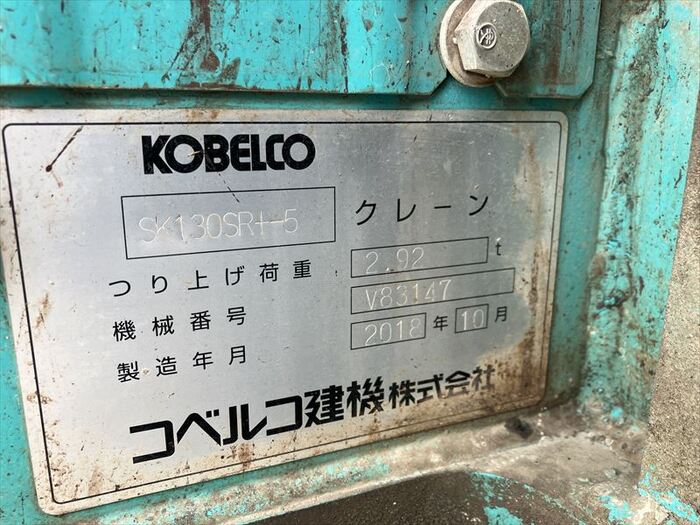 KOBELCO
SK130SR+-5 クレーン
つり上げ荷重 2.92 t
機械番号 V83147
製造年月 2018 年 10 月
コベルコ建機株式会社